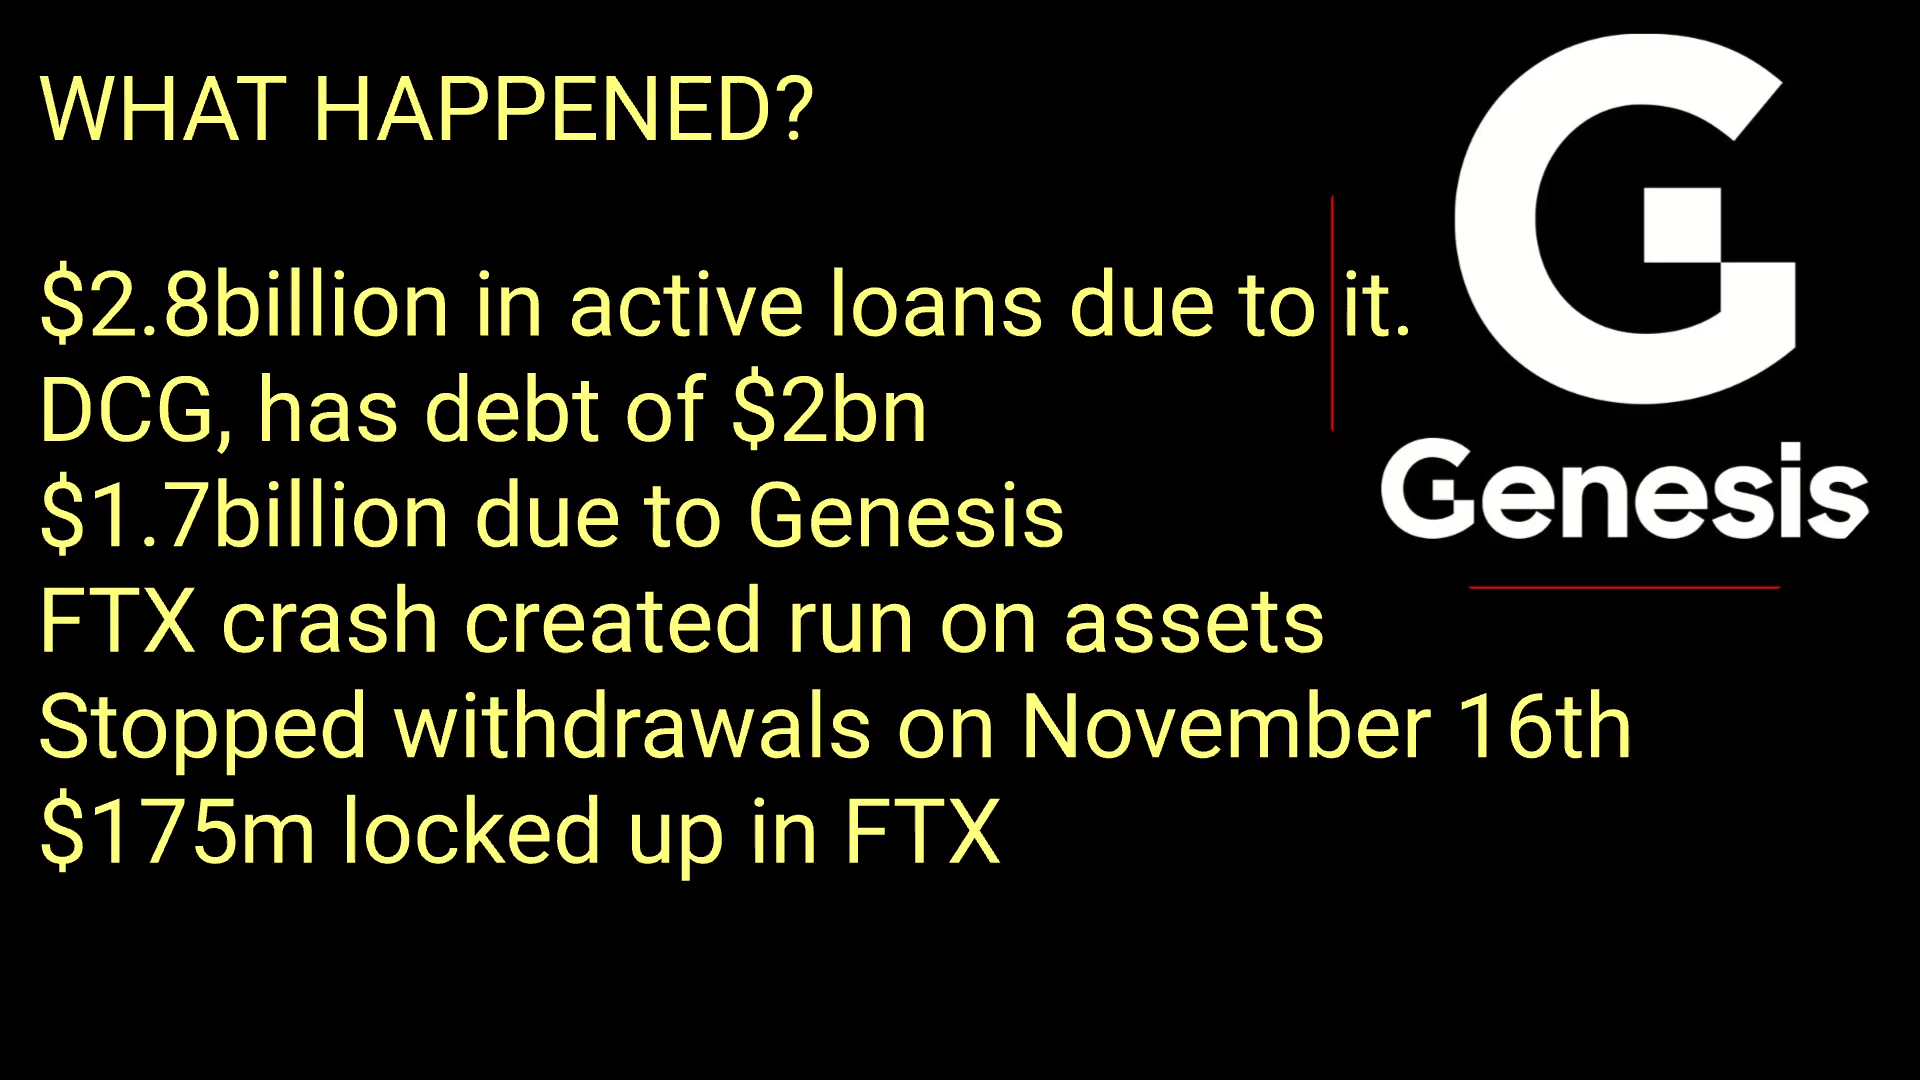 WHAT HAPPENED?
$2.8billion in active loans due to it.
DCG, has debt of $2bn
$1.7billion due to Genesis
FTX crash created run on assets
Stopped withdrawals on November 16th
$175m locked up in FTX
Genesis